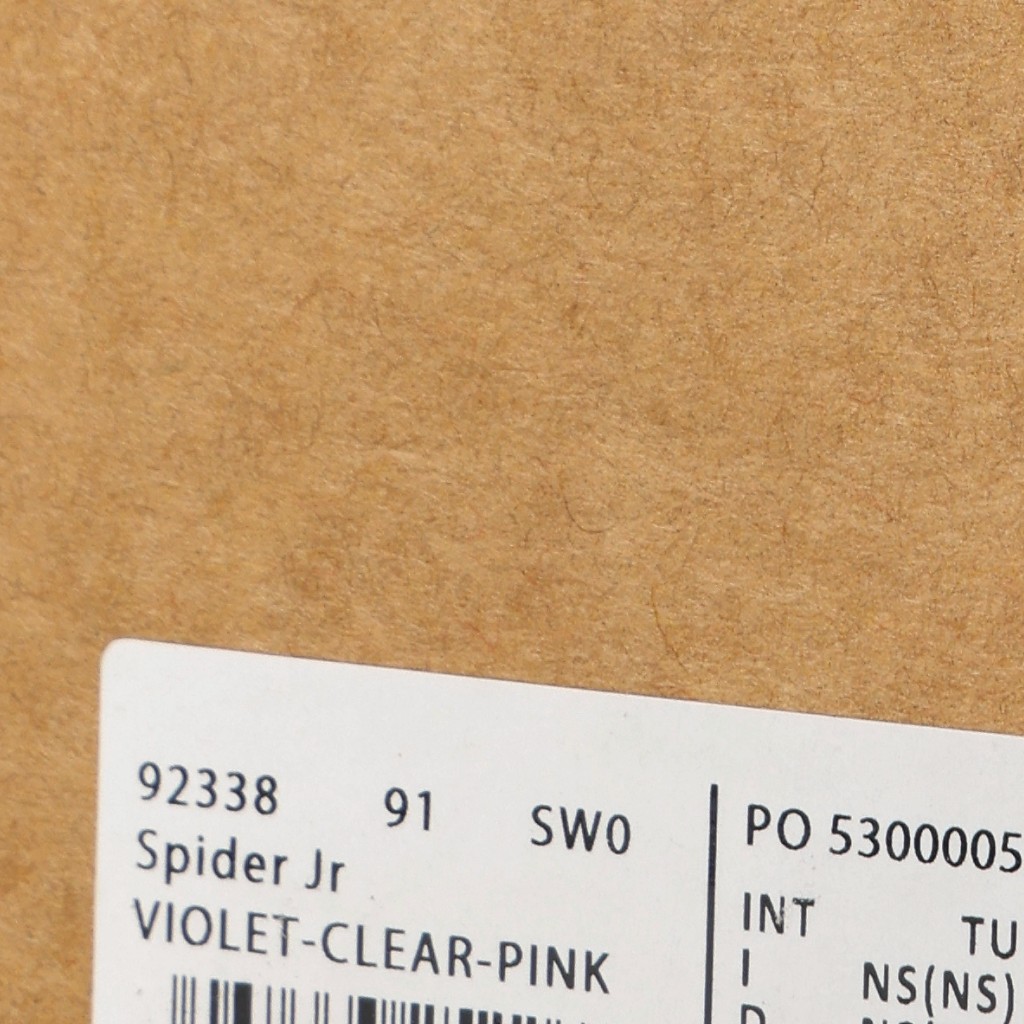 92338 91 SW0
Spider Jr
VIOLET-CLEAR-PINK
PO 5300005
INT TU
I NS(NS)
D